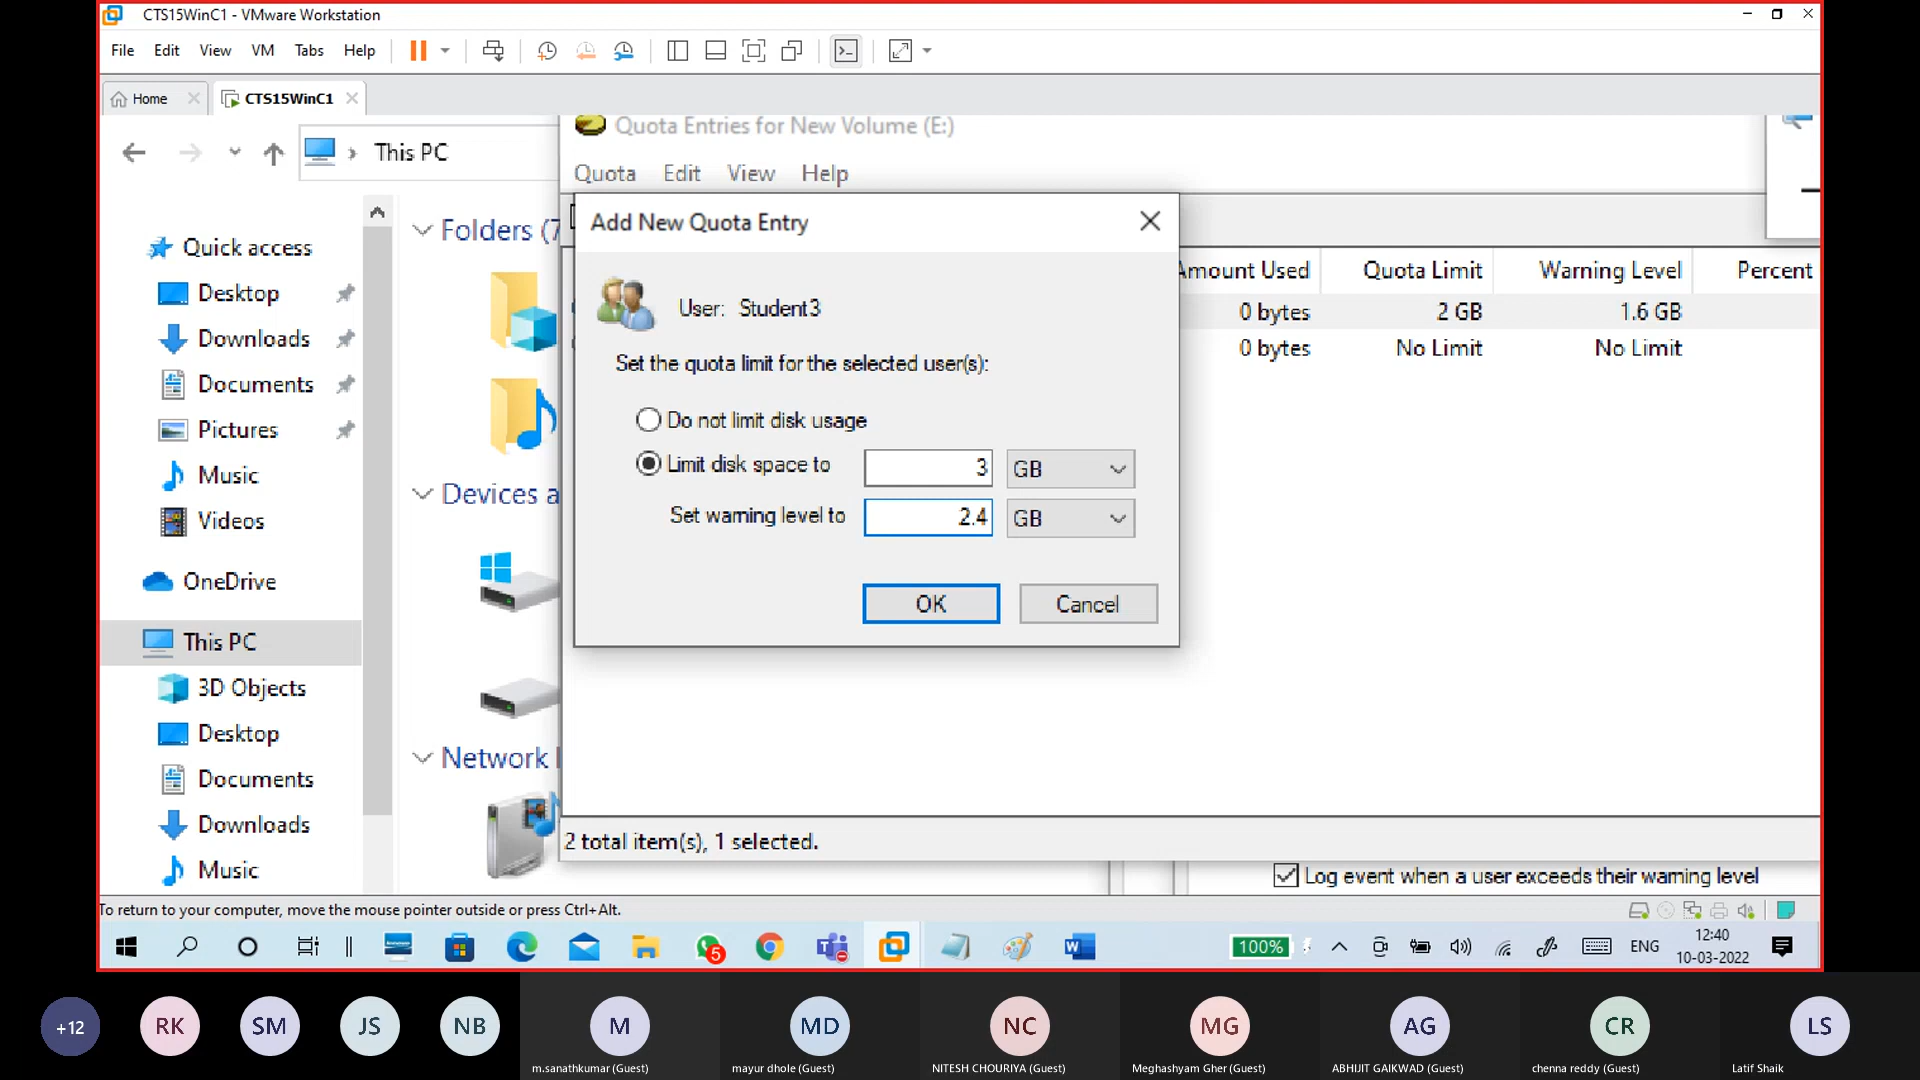 CTS15WinC1 - VMware Workstation
File Edit View VM Tabs Help
Home CTS15WinC1
This PC
Quota Entries for New Volume (E:)
Quota Edit View Help
Quick access
Desktop
Downloads
Documents
Pictures
Music
Videos
OneDrive
This PC
3D Objects
Desktop
Documents
Downloads
Music
Folders (7
Devices a
Network
Add New Quota Entry
User: Student3
Set the quota limit for the selected user(s):
Do not limit disk usage
Limit disk space to 3 GB
Set warning level to 2.4 GB
OK Cancel
Amount Used Quota Limit Warning Level Percent
0 bytes 2 GB 1.6 GB
0 bytes No Limit No Limit
2 total item(s), 1 selected.
Log event when a user exceeds their warning level
To return to your computer, move the mouse pointer outside or press Ctrl+Alt.
5
100%
ENG
12:40
10-03-2022
+12 RK SM JS NB M MD NC MG AG CR LS
m.sanathkumar (Guest) mayur dhole (Guest) NITESH CHOURIYA (Guest) Meghashyam Gher (Guest) ABHIJIT GAIKWAD (Guest) chenna reddy (Guest) Latif Shaik